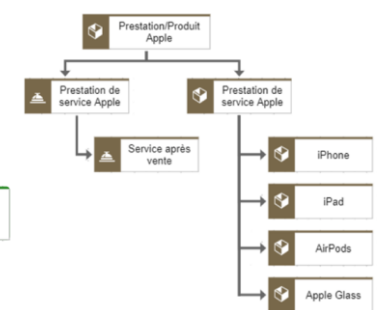 Prestation/Produit
Apple
Prestation de
service Apple
Prestation de
service Apple
Service après
vente
iPhone
iPad
AirPods
Apple Glass